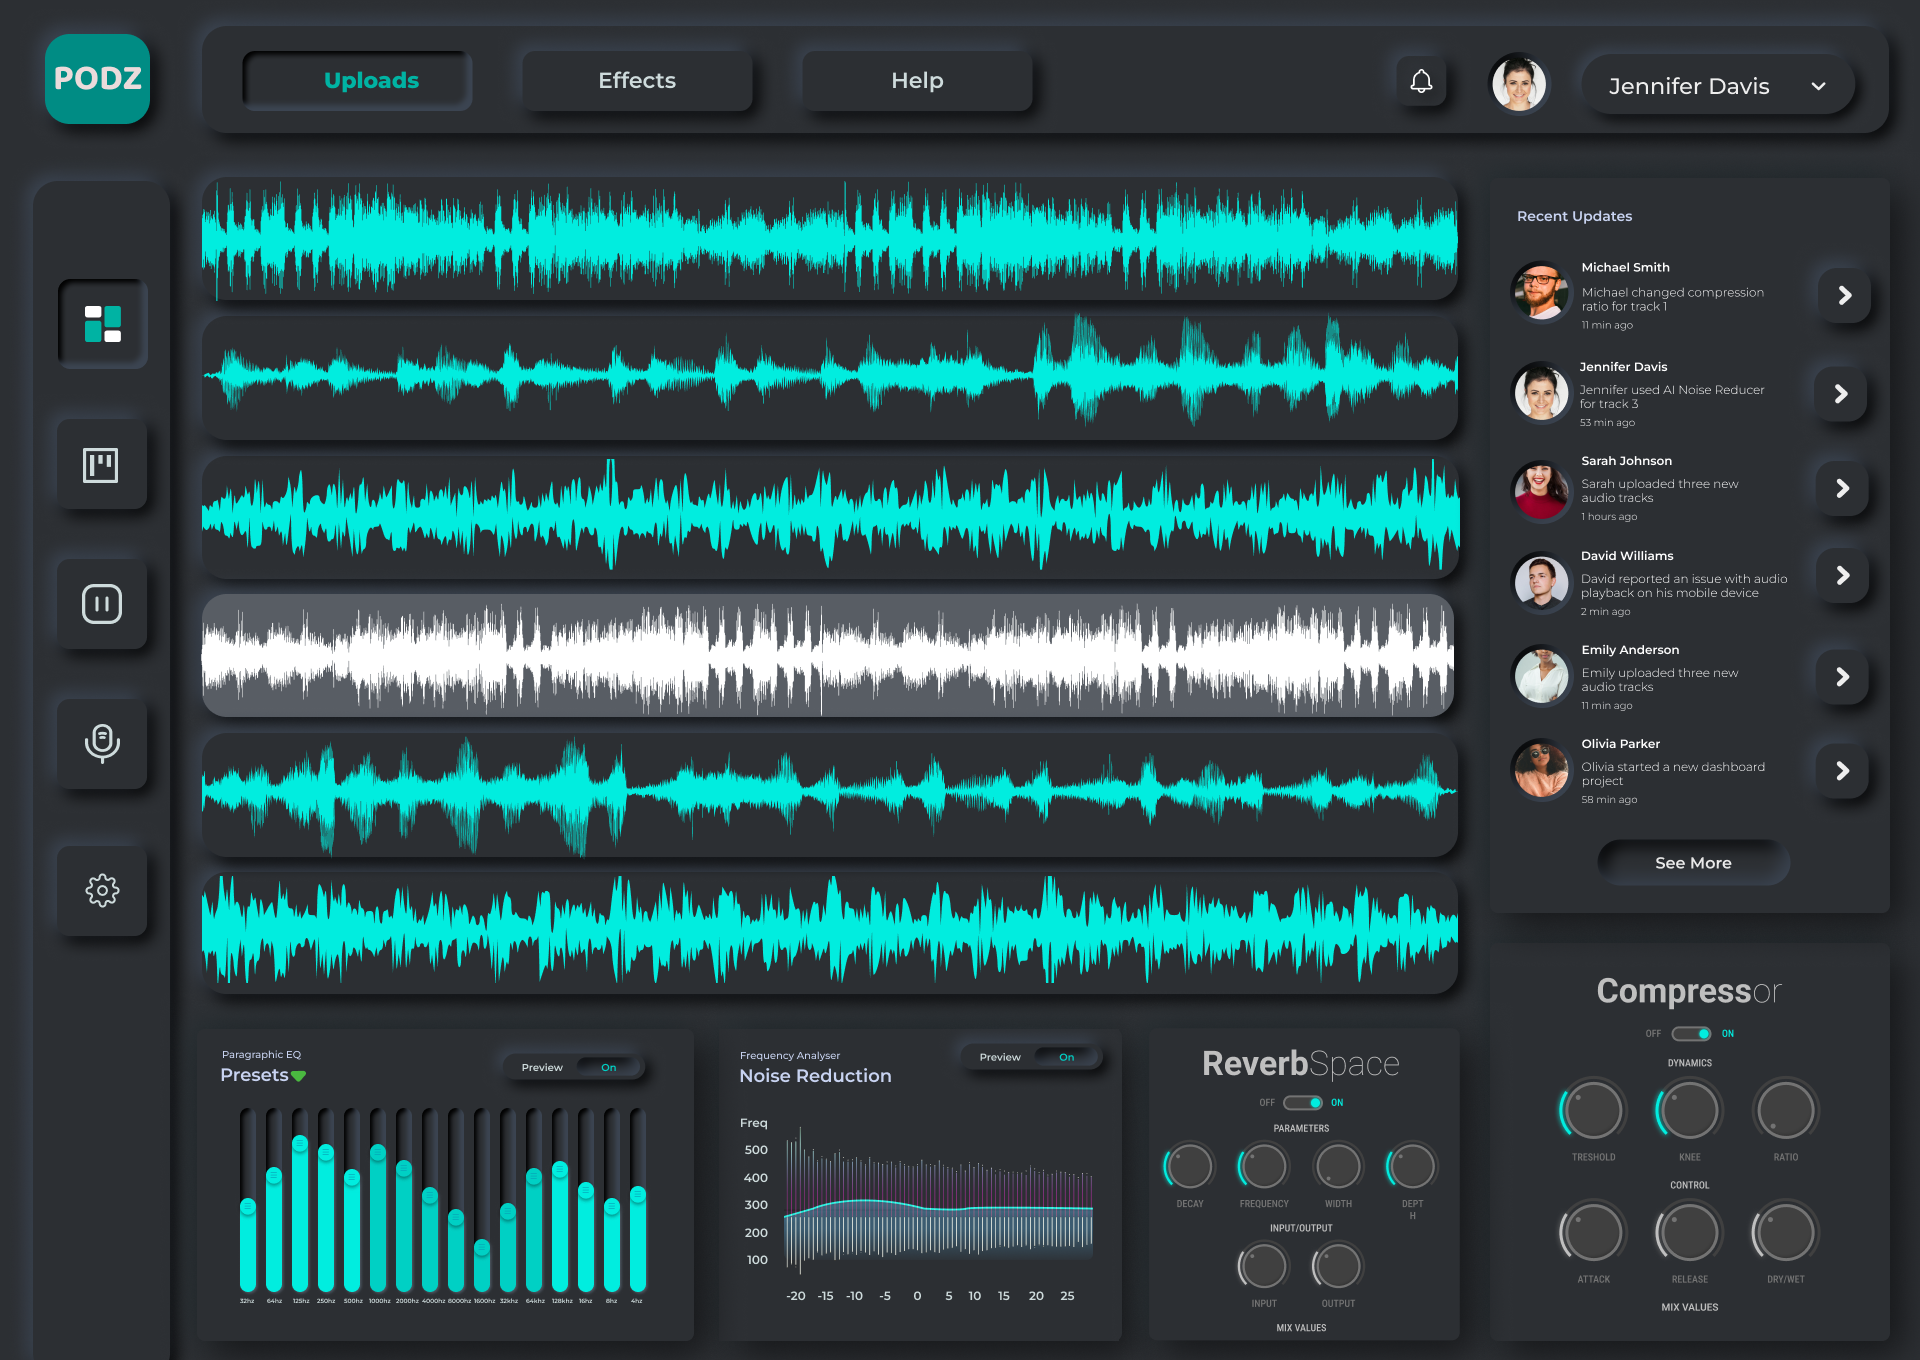 PODZ
Uploads
Effects
Help
Jennifer Davis
Recent Updates
Michael Smith
Michael changed compression
ratio for track 1
11 min ago
Jennifer Davis
Jennifer used AI Noise Reducer
for track 3
53 min ago
Sarah Johnson
Sarah uploaded three new
audio tracks
1 hours ago
David Williams
David reported an issue with audio
playback on his mobile device
2 min ago
Emily Anderson
Emily uploaded three new
audio tracks
11 min ago
Olivia Parker
Olivia started a new dashboard
project
58 min ago
See More
Paragraphic EQ
Presets
Preview On
32hz 64hz 125hz 250hz 500hz 1000hz 2000hz 4000hz 8000hz 1600hz 32khz 64khz 128khz 16hz 8hz 4hz
Frequency Analyser
Noise Reduction
Preview On
Freq
500
400
300
200
100
-20 -15 -10 -5 0 5 10 15 20 25
ReverbSpace
OFF ON
PARAMETERS
DECAY FREQUENCY WIDTH DEPT
H
INPUT/OUTPUT
INPUT OUTPUT
MIX VALUES
Compressor
OFF ON
DYNAMICS
TRESHOLD KNEE RATIO
CONTROL
ATTACK RELEASE DRY/WET
MIX VALUES